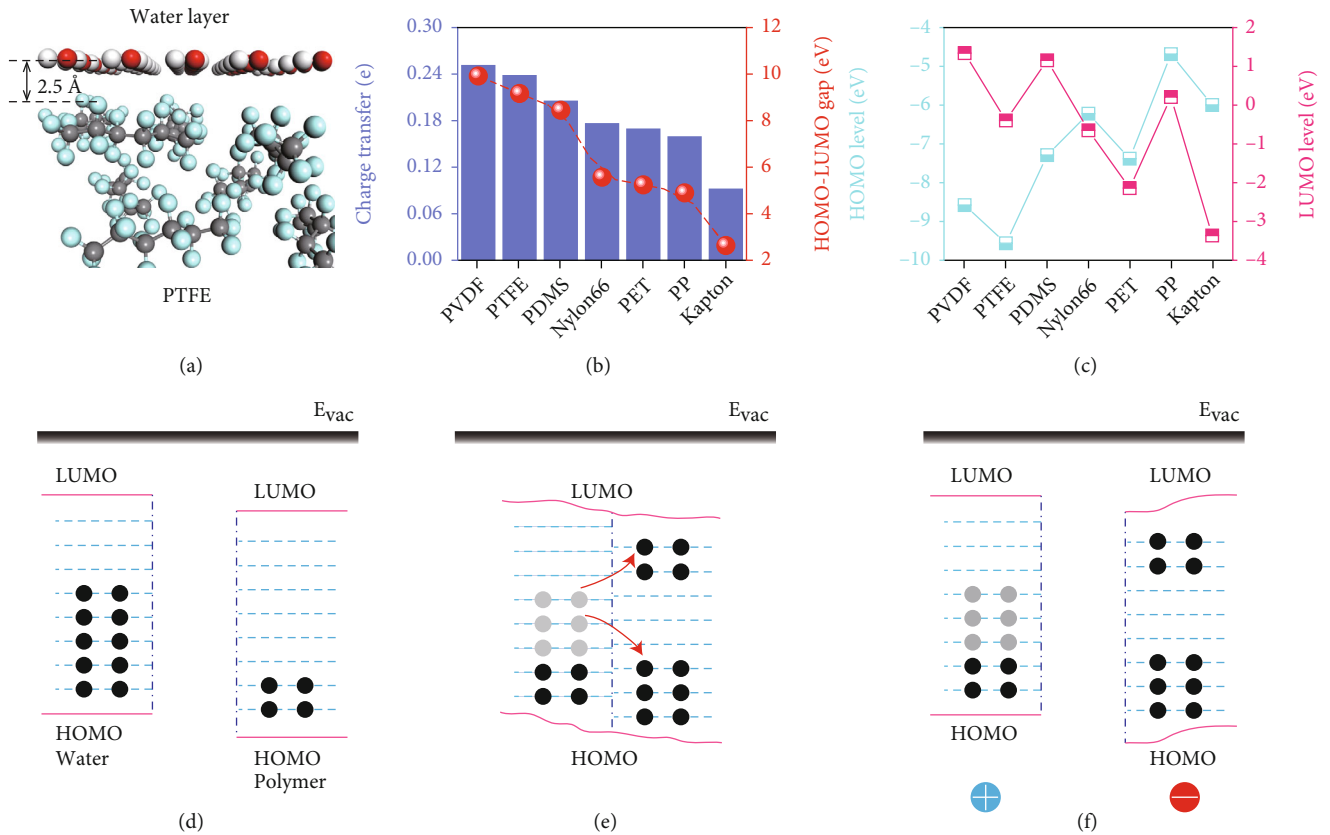 Water layer
2.5 Å
PTFE
(a)
Charge transfer (e)
0.30
0.24
0.18
0.12
0.06
0.00
12
10
8
6
4
2
HOMO-LUMO gap (eV)
PVDF
PTFE
PDMS
Nylon66
PET
PP
Kapton
(b)
HOMO level (eV)
−4
−5
−6
−7
−8
−9
−10
2
1
0
−1
−2
−3
−4
LUMO level (eV)
PVDF
PTFE
PDMS
Nylon66
PET
PP
Kapton
(c)
Evac
LUMO
LUMO
HOMO
Water
HOMO
Polymer
(d)
Evac
LUMO
HOMO
(e)
Evac
LUMO
LUMO
HOMO
HOMO
+
−
(f)